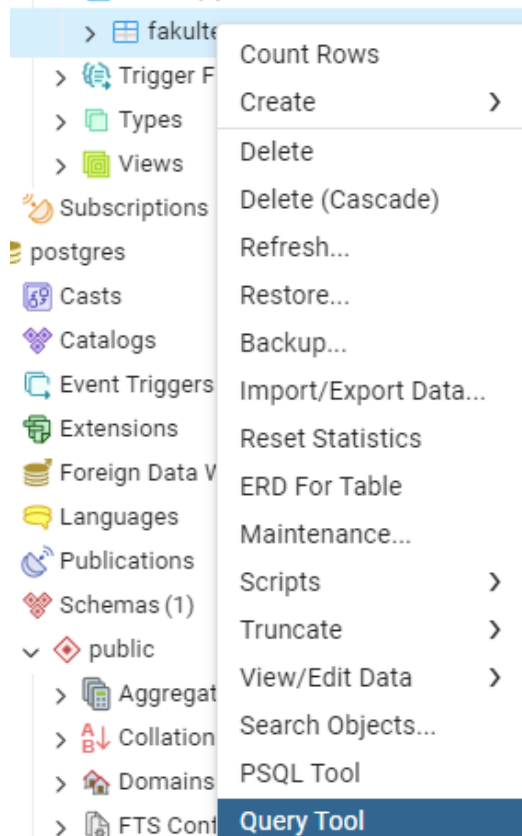 fakulte
Trigger F
Types
Views
Subscriptions
postgres
Casts
Catalogs
Event Triggers
Extensions
Foreign Data W
Languages
Publications
Schemas (1)
public
Aggregat
Collation
Domains
FTS Conf
Count Rows
Create
Delete
Delete (Cascade)
Refresh...
Restore...
Backup...
Import/Export Data...
Reset Statistics
ERD For Table
Maintenance...
Scripts
Truncate
View/Edit Data
Search Objects...
PSQL Tool
Query Tool